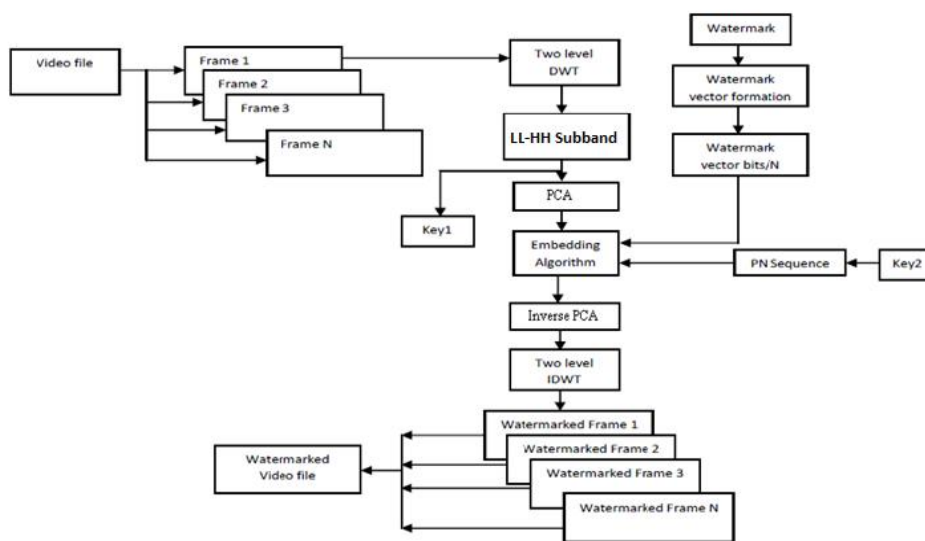 Video file
Frame 1
Frame 2
Frame 3
Frame N
Two level
DWT
LL-HH Subband
Key1
PCA
Watermark
Watermark
vector formation
Watermark
vector bits/N
Embedding
Algorithm
PN Sequence
Key2
Inverse PCA
Two level
IDWT
Watermarked Frame 1
Watermarked Frame 2
Watermarked Frame 3
Watermarked Frame N
Watermarked
Video file